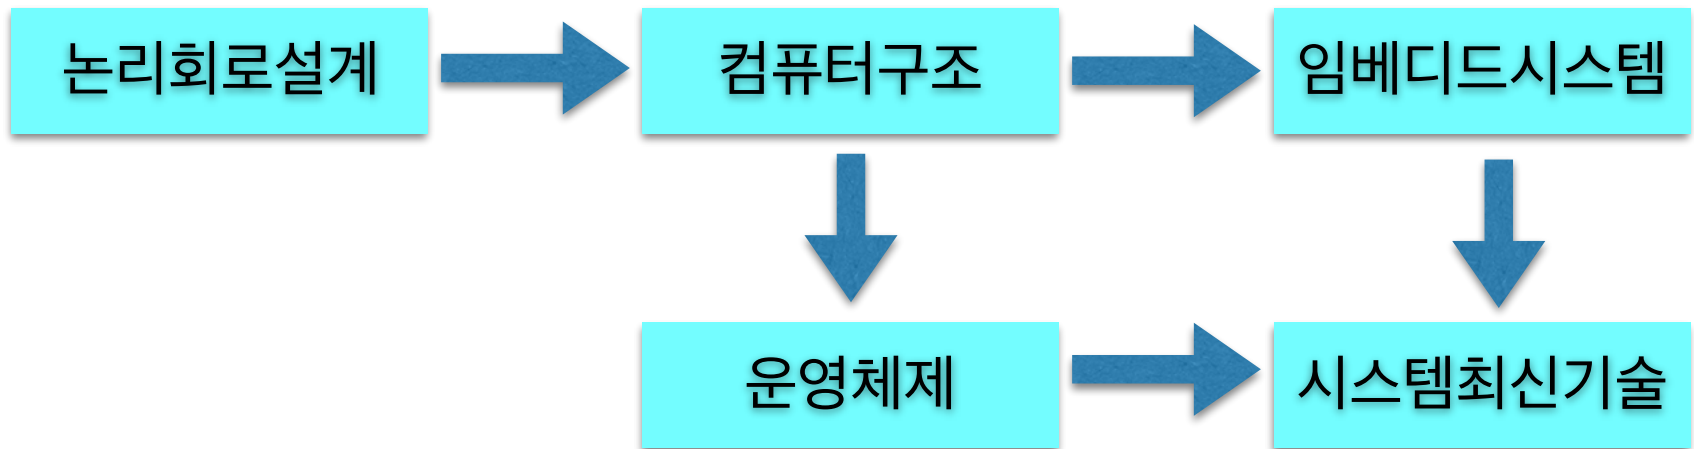 논리회로설계
컴퓨터구조
임베디드시스템
운영체제
시스템최신기술